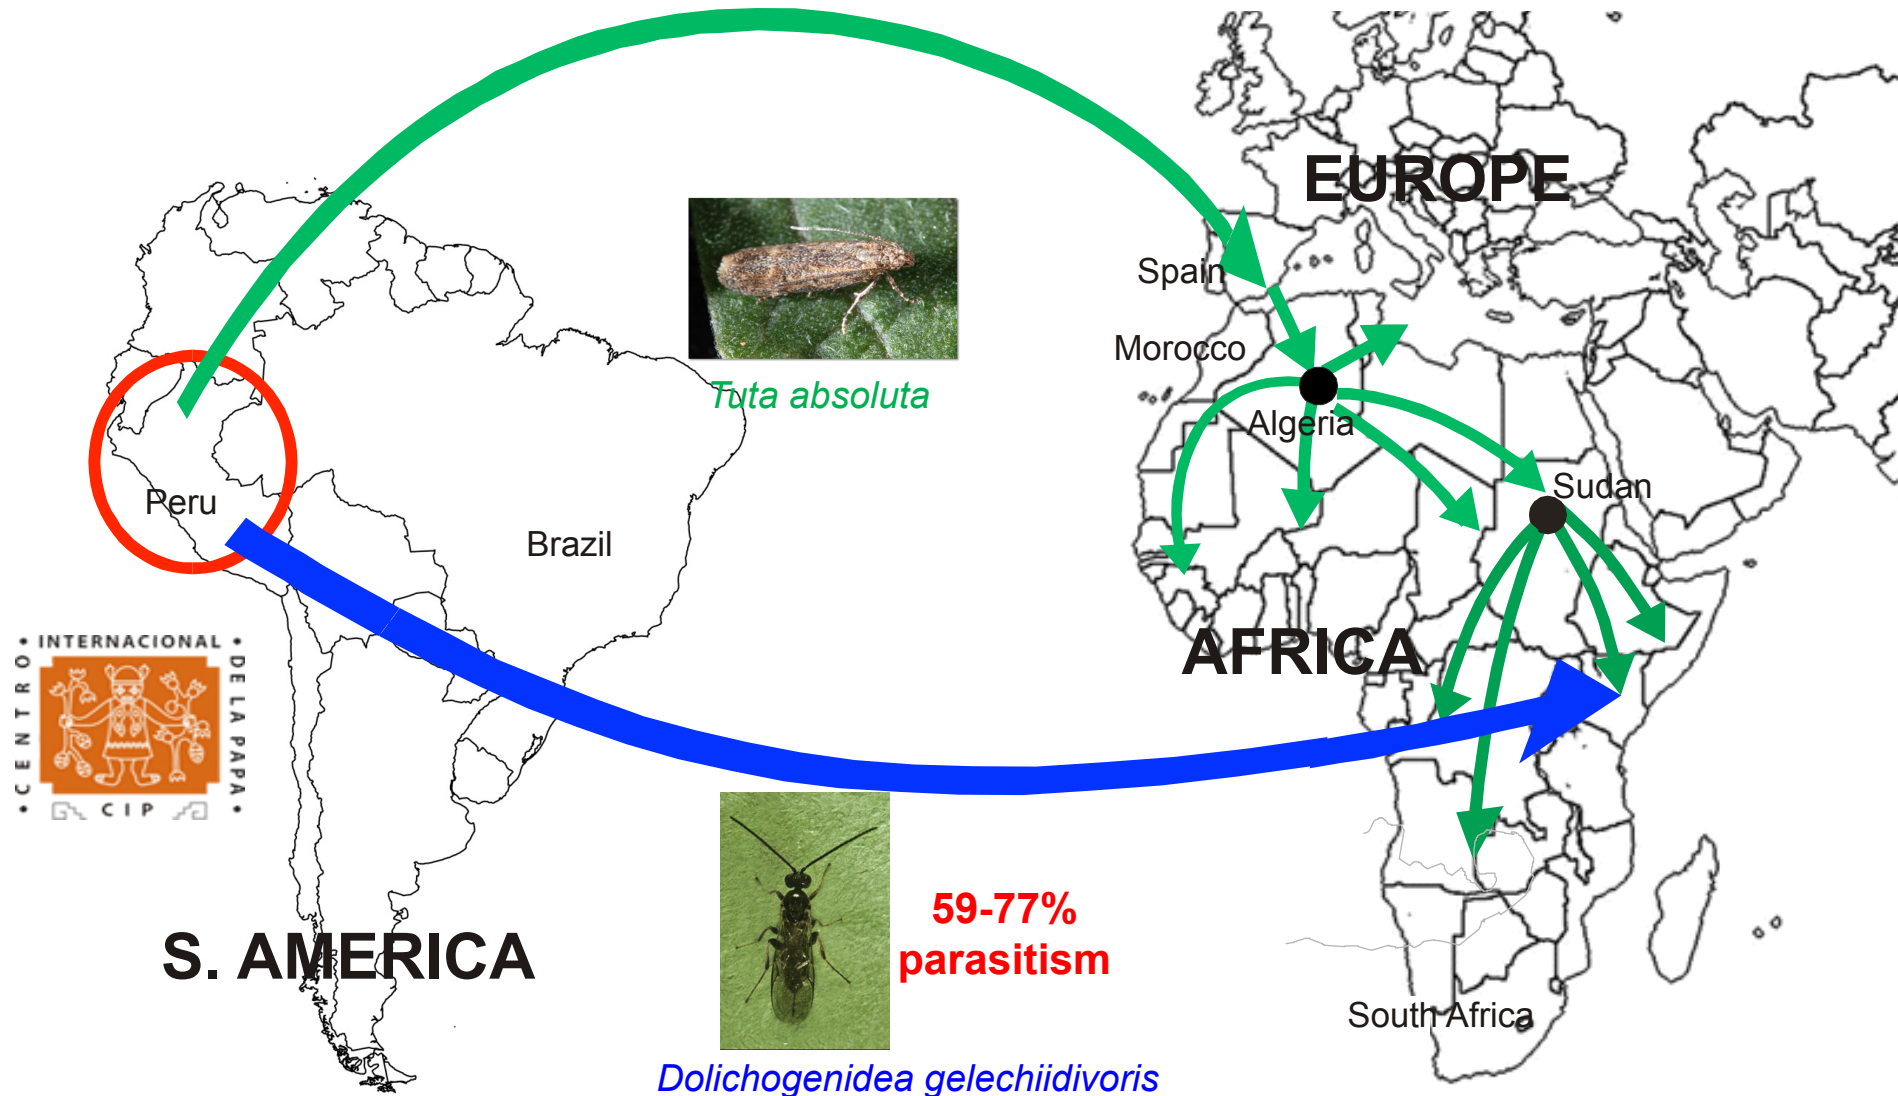 EUROPE
Spain
Morocco
Tuta absoluta
Algeria
Sudan
Peru
Brazil
AFRICA
CENTRO
INTERNACIONAL
DE LA PAPA
CIP
59-77%
parasitism
S. AMERICA
South Africa
Dolichogenidea gelechiidivoris